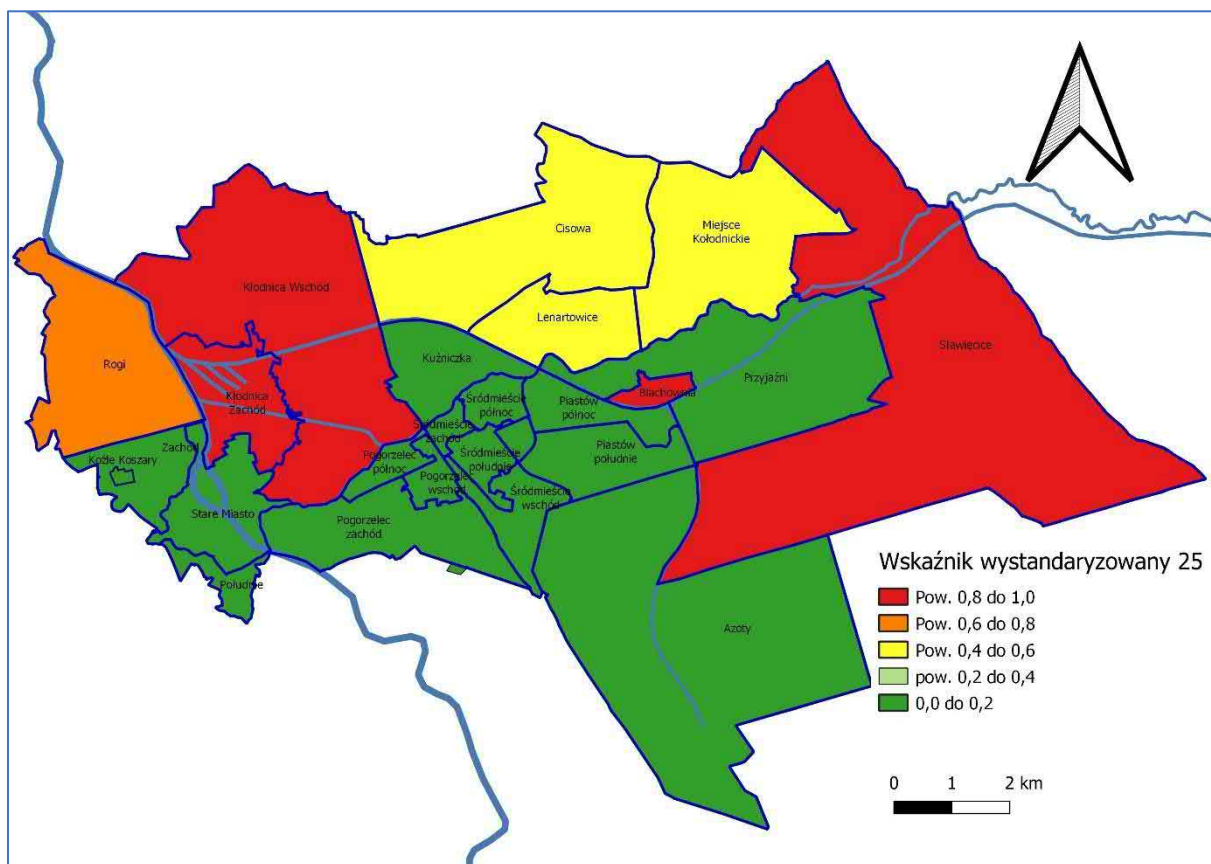 Cisowa
Miejsce
Kołodnickie
Kłodnica Wschód
Lenartowice
Sławięcice
Rogi
Kuźniczka
Przyjaźni
Blachownia
Kłodnica
Zachód
Śródmieście
północ
Piastów
północ
Śródmieście
zachód
Zachód
Piastów
południe
Koźle Koszary
Pogorzelec
północ
Śródmieście
południe
Pogorzelec
wschód
Śródmieście
wschód
Stare Miasto
Pogorzelec
zachód
Południe
Azoty
Wskaźnik wystandaryzowany 25
Pow. 0,8 do 1,0
Pow. 0,6 do 0,8
Pow. 0,4 do 0,6
pow. 0,2 do 0,4
0,0 do 0,2
0 1 2 km